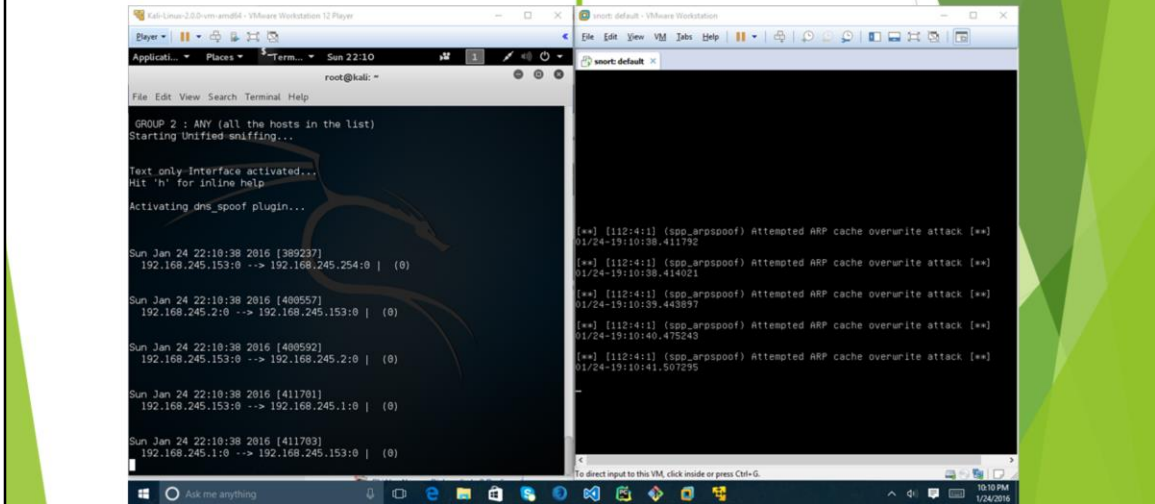 Kali-Linux-2.0.0-vm-amd64 - VMware Workstation 12 Player
Player
Applicati... Places Term... Sun 22:10 1
root@kali: ~
File Edit View Search Terminal Help
GROUP 2 : ANY (all the hosts in the list)
Starting Unified sniffing...
Text only Interface activated...
Hit 'h' for inline help
Activating dns_spoof plugin...
Sun Jan 24 22:10:38 2016 [389237]
192.168.245.153:0 --> 192.168.245.254:0 | (0)
Sun Jan 24 22:10:38 2016 [400557]
192.168.245.2:0 --> 192.168.245.153:0 | (0)
Sun Jan 24 22:10:38 2016 [400592]
192.168.245.153:0 --> 192.168.245.2:0 | (0)
Sun Jan 24 22:10:38 2016 [411701]
192.168.245.153:0 --> 192.168.245.1:0 | (0)
Sun Jan 24 22:10:38 2016 [411703]
192.168.245.1:0 --> 192.168.245.153:0 | (0)
snort: default - VMware Workstation
File Edit View VM Tabs Help
snort: default
[**] [112:4:1] (spp_arpspoof) Attempted ARP cache overwrite attack [**]
01/24-19:10:38.411792
[**] [112:4:1] (spp_arpspoof) Attempted ARP cache overwrite attack [**]
01/24-19:10:38.414021
[**] [112:4:1] (spp_arpspoof) Attempted ARP cache overwrite attack [**]
01/24-19:10:39.443897
[**] [112:4:1] (spp_arpspoof) Attempted ARP cache overwrite attack [**]
01/24-19:10:40.475243
[**] [112:4:1] (spp_arpspoof) Attempted ARP cache overwrite attack [**]
01/24-19:10:41.507295
To direct input to this VM, click inside or press Ctrl+G.
Ask me anything
10:10 PM
1/24/2016